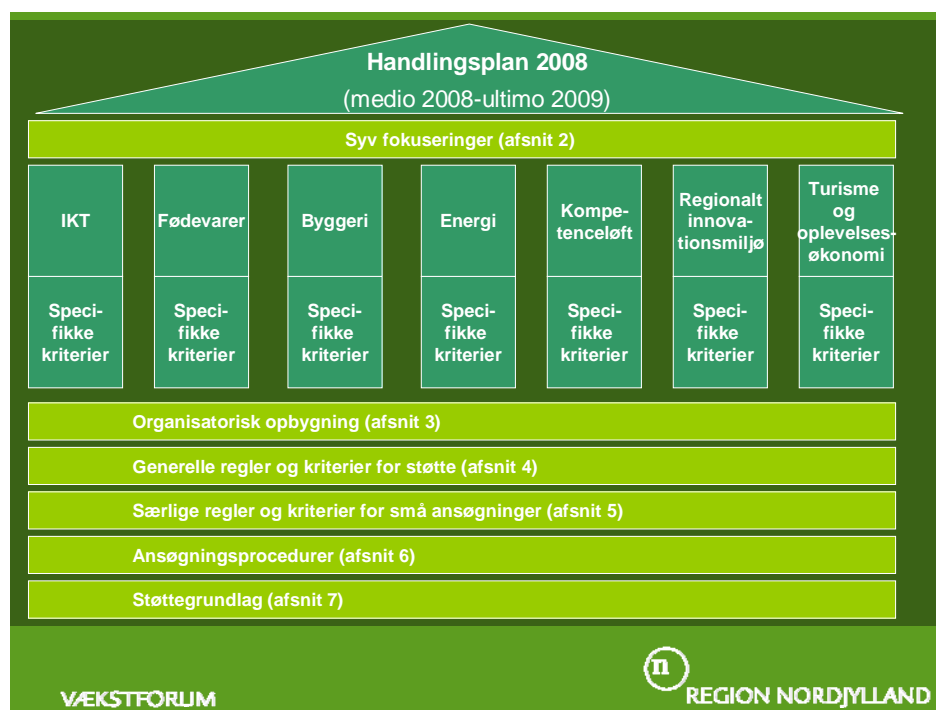 Handlingsplan 2008
(medio 2008-ultimo 2009)
Syv fokuseringer (afsnit 2)
IKT
Fødevarer
Byggeri
Energi
Kompe-
tenceløft
Regionalt
innova-
tionsmiljø
Turisme
og
oplevelses-
økonomi
Speci-
fikke
kriterier
Speci-
fikke
kriterier
Speci-
fikke
kriterier
Speci-
fikke
kriterier
Speci-
fikke
kriterier
Speci-
fikke
kriterier
Speci-
fikke
kriterier
Organisatorisk opbygning (afsnit 3)
Generelle regler og kriterier for støtte (afsnit 4)
Særlige regler og kriterier for små ansøgninger (afsnit 5)
Ansøgningsprocedurer (afsnit 6)
Støttegrundlag (afsnit 7)
n
VÆKSTFORUM
REGION NORDJYLLAND